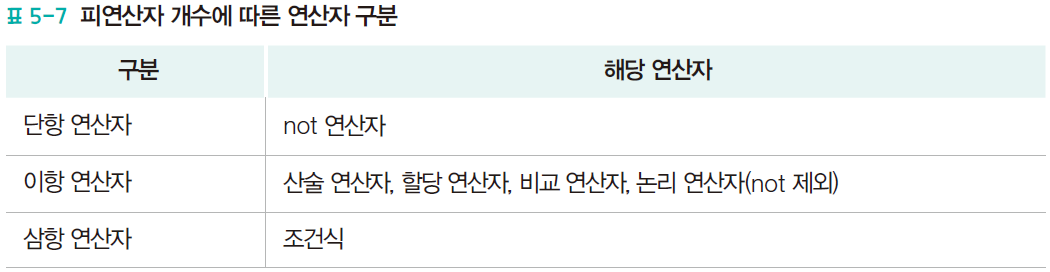 표 5-7 피연산자 개수에 따른 연산자 구분
구분 해당 연산자
단항 연산자 not 연산자
이항 연산자 산술 연산자, 할당 연산자, 비교 연산자, 논리 연산자(not 제외)
삼항 연산자 조건식